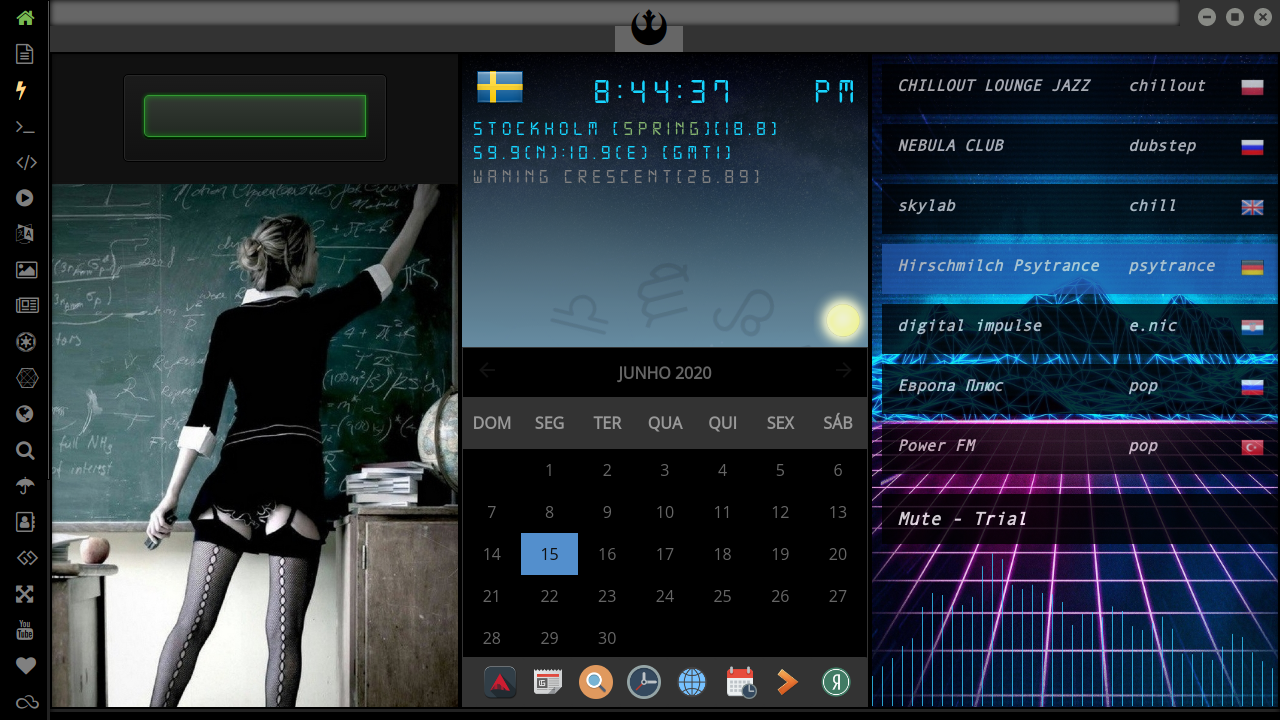 8:44:37 PM
STOCKHOLM (SPRING)(18.8)
59.9(N):10.9(E) (GMT1)
WANING CRESCENT(26.89)
JUNHO 2020
DOM SEG TER QUA QUI SEX SÁB
1 2 3 4 5 6
7 8 9 10 11 12 13
14 15 16 17 18 19 20
21 22 23 24 25 26 27
28 29 30
CHILLOUT LOUNGE JAZZ chillout
NEBULA CLUB dubstep
skylab chill
Hirschmilch Psytrance psytrance
digital impulse e.nic
Европа Плюс pop
Power FM pop
Mute - Trial
You
Tube